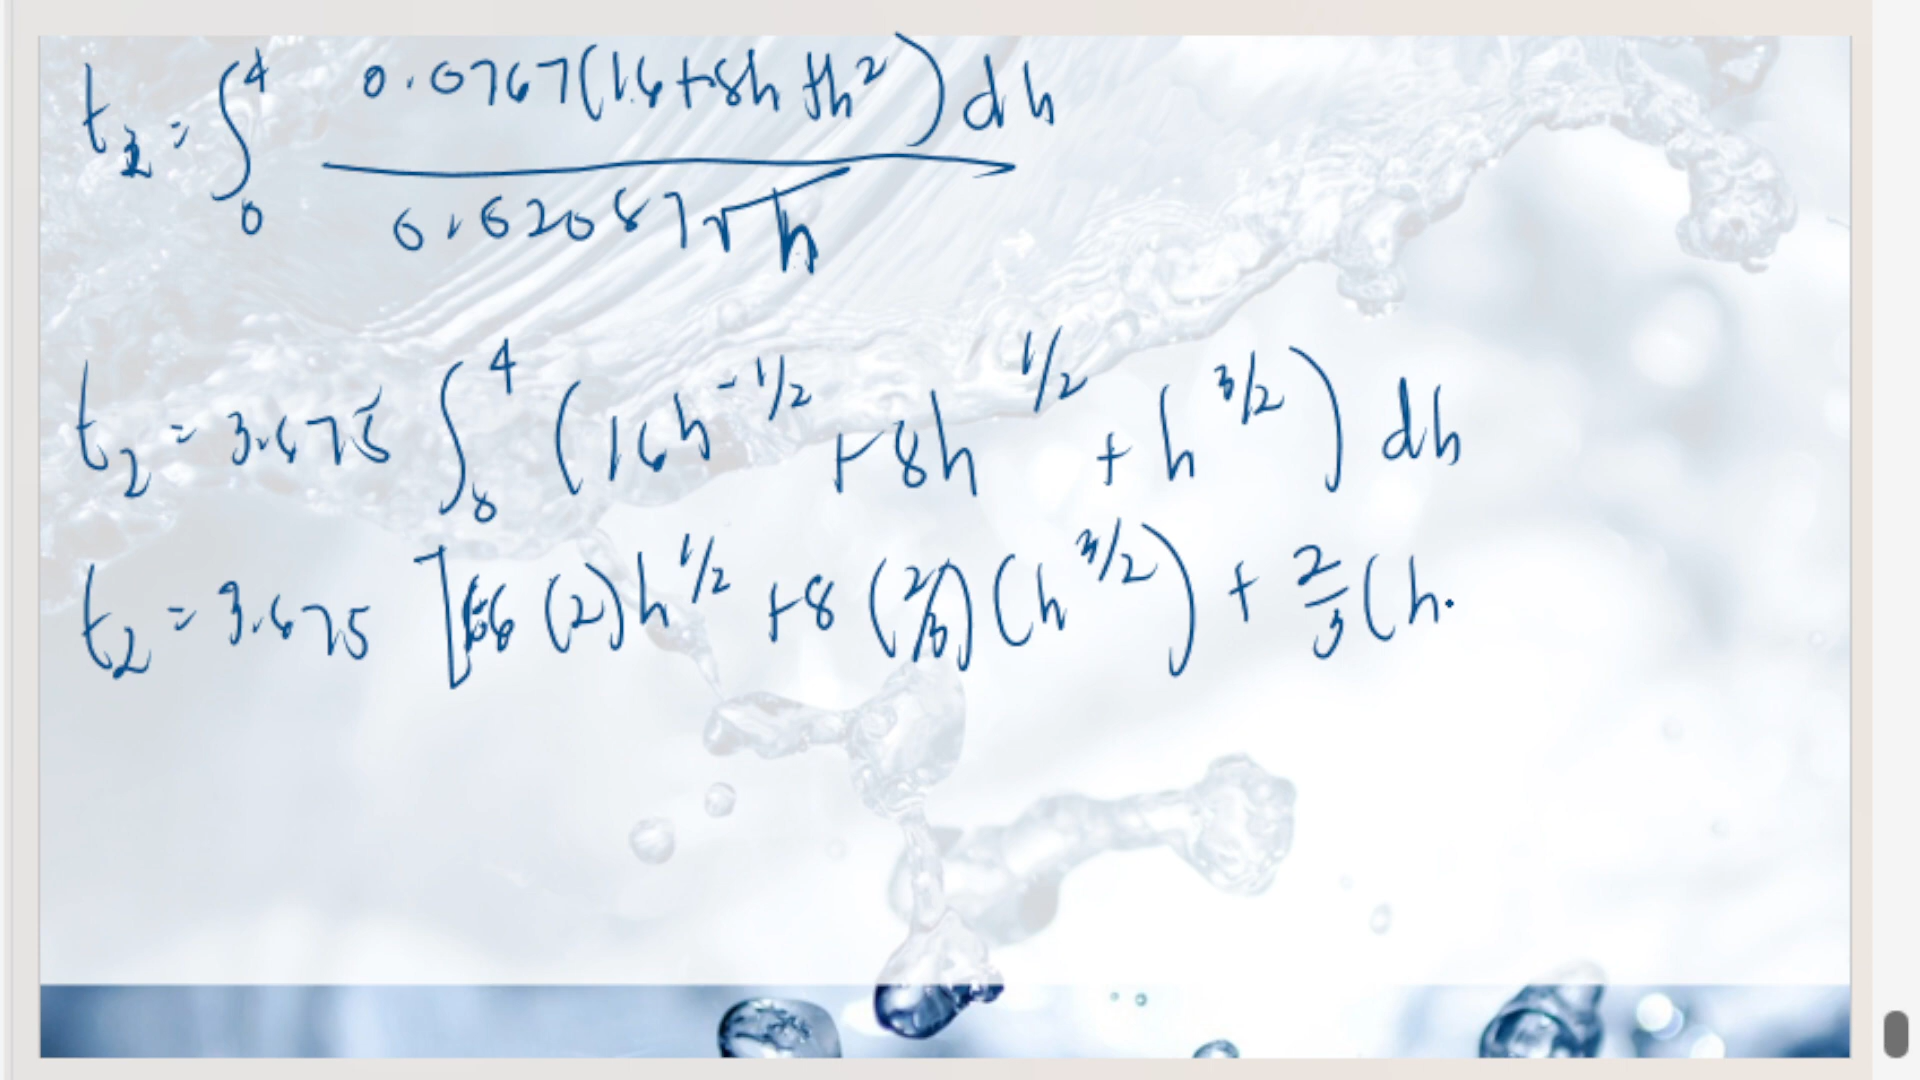 t₂ = ∫₀⁴ 0.0767(16+8h+h²)dh
0.02087√h
t₂ = 3.675 ∫₀⁴ (16h^-1/2 + 8h^1/2 + h^3/2) dh
t₂ = 3.675 [16(2)h^1/2 + 8(2/3)(h^3/2) + 2/5(h